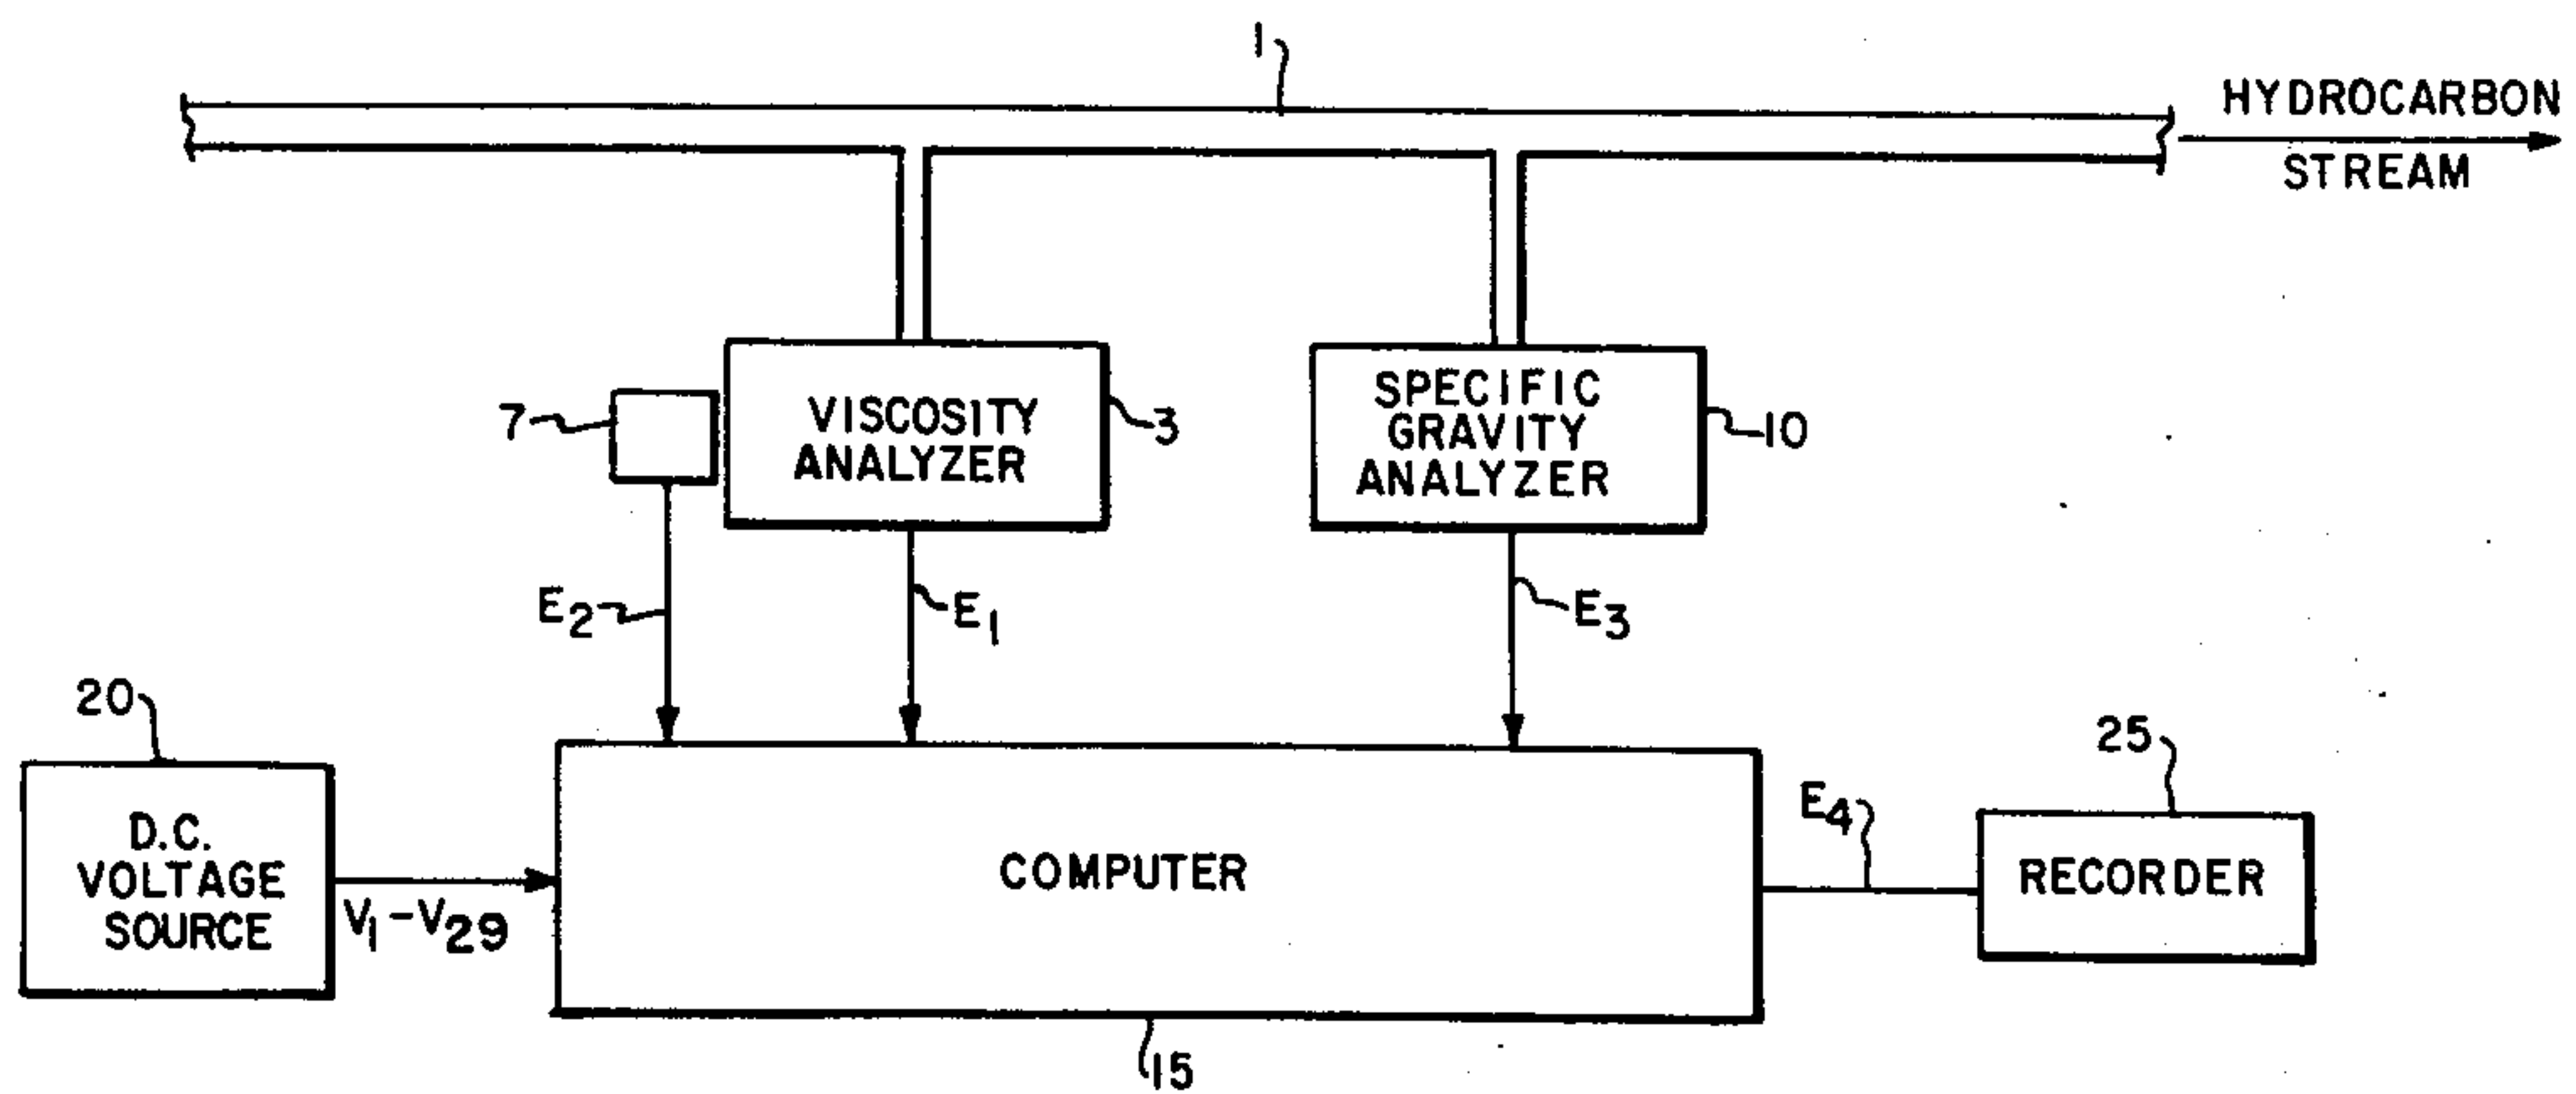 1
HYDROCARBON
STREAM
7
VISCOSITY
ANALYZER
3
SPECIFIC
GRAVITY
ANALYZER
10
E2
E1
E3
20
D.C.
VOLTAGE
SOURCE
V1-V29
COMPUTER
15
E4
25
RECORDER